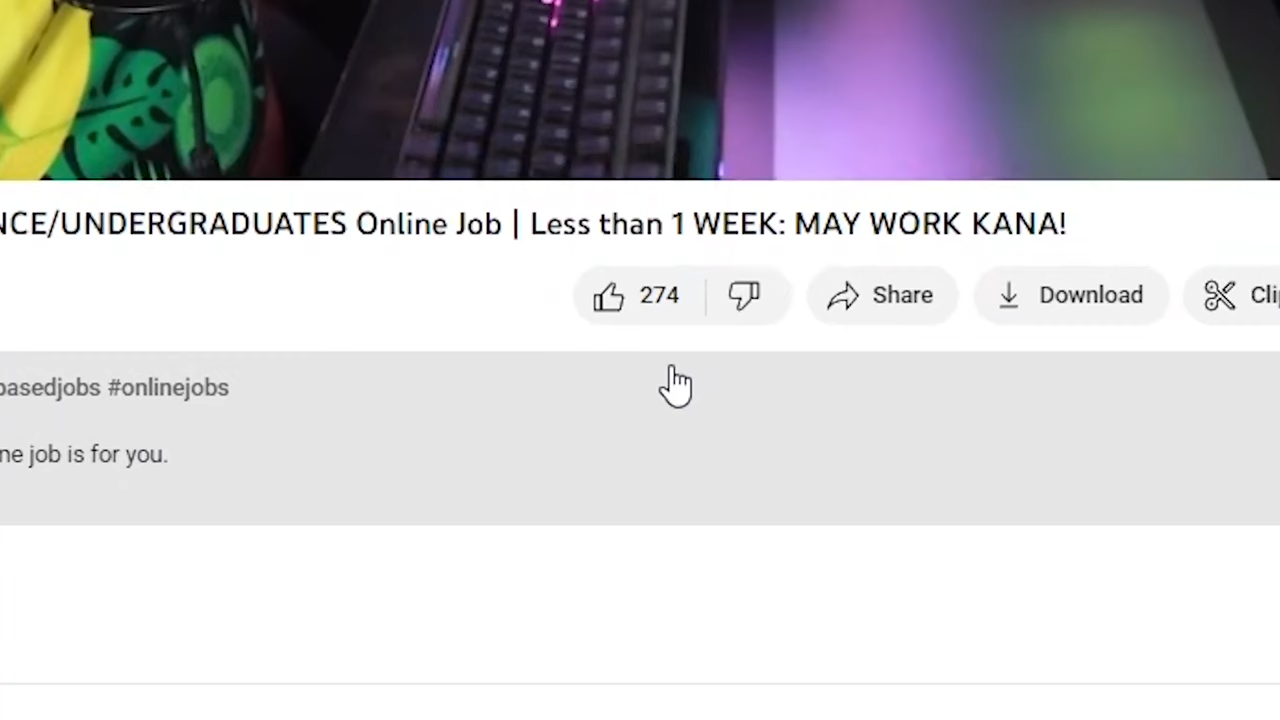 NCE/UNDERGRADUATES Online Job | Less than 1 WEEK: MAY WORK KANA!
274 Share Download Cli
basedjobs #onlinejobs
ne job is for you.